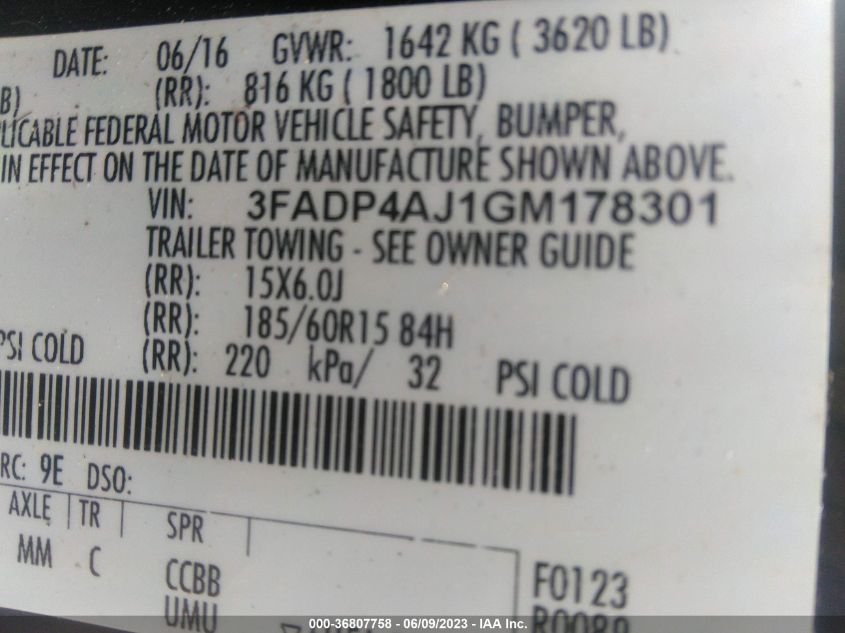 DATE: 06/16 GVWR: 1642 KG ( 3620 LB)
B) (RR): 816 KG ( 1800 LB)
LICABLE FEDERAL MOTOR VEHICLE SAFETY, BUMPER,
IN EFFECT ON THE DATE OF MANUFACTURE SHOWN ABOVE.
VIN: 3FADP4AJ1GM178301
TRAILER TOWING - SEE OWNER GUIDE
(RR): 15X6.0J
(RR): 185/60R15 84H
PSI COLD (RR): 220 kPa/ 32 PSI COLD
RC: 9E DSO:
AXLE TR SPR
MM C CCBB F0123
UMU R0080
000-36807758 - 06/09/2023 - IAA Inc.